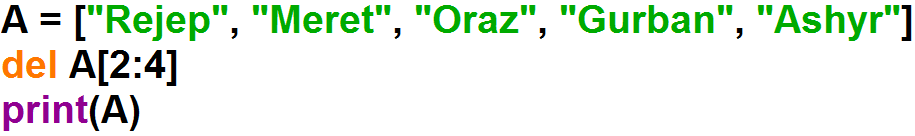 A = ["Rejep", "Meret", "Oraz", "Gurban", "Ashyr"]
del A[2:4]
print(A)